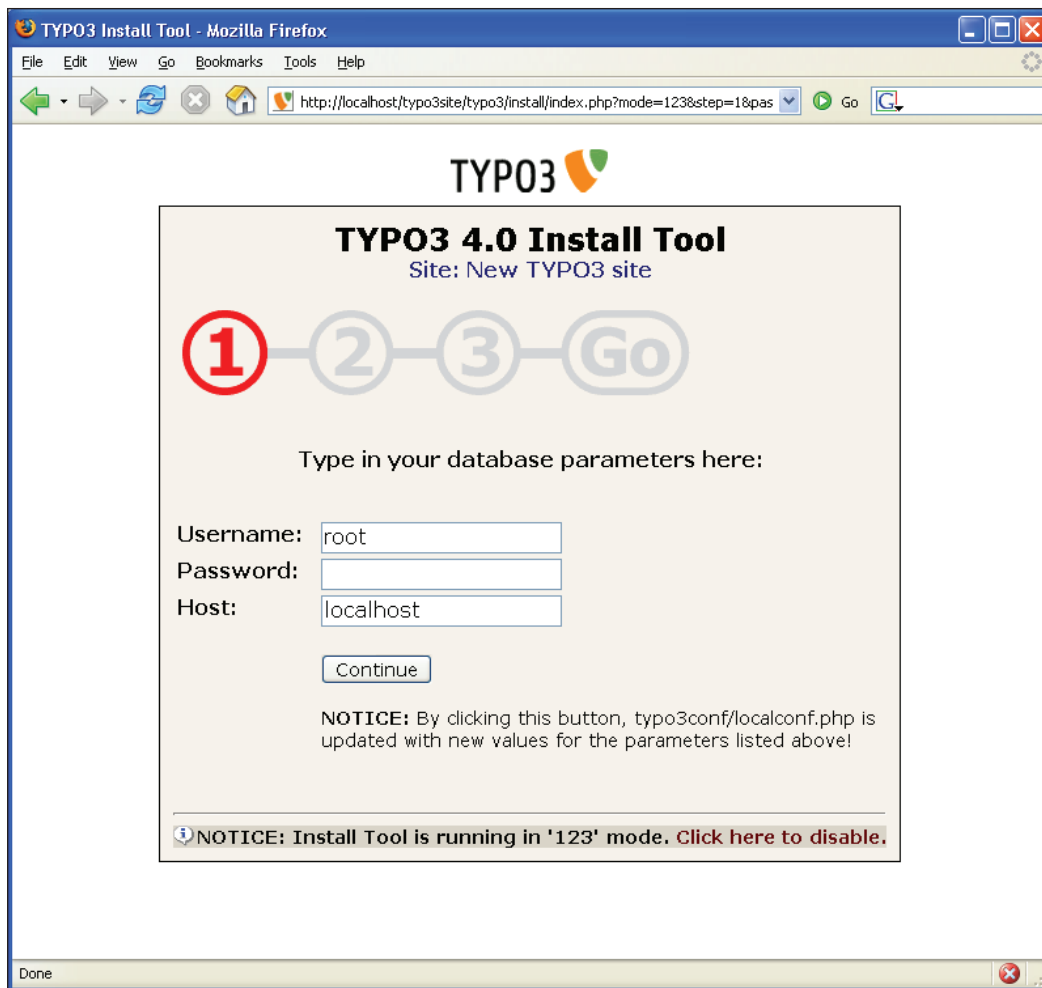 TYPO3 Install Tool - Mozilla Firefox
File Edit View Go Bookmarks Tools Help
http://localhost/typo3site/typo3/install/index.php?mode=123&step=1&pas Go G
TYPO3
TYPO3 4.0 Install Tool
Site: New TYPO3 site
1 2 3 Go
Type in your database parameters here:
Username: root
Password:
Host: localhost
Continue
NOTICE: By clicking this button, typo3conf/localconf.php is
updated with new values for the parameters listed above!
NOTICE: Install Tool is running in '123' mode. Click here to disable.
Done